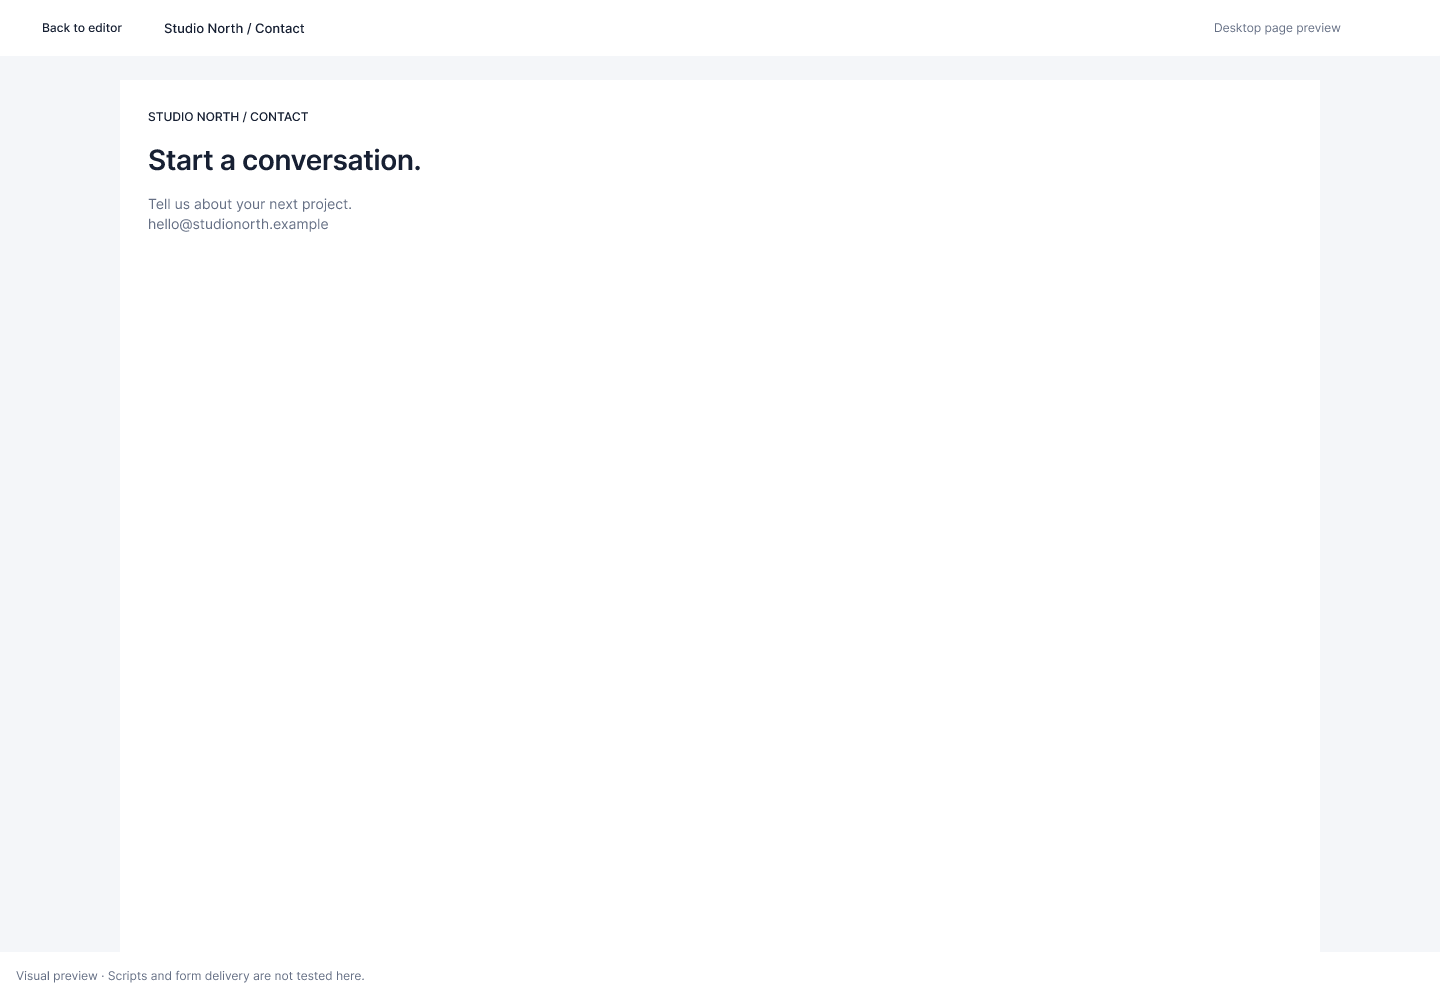 Back to editor
Studio North / Contact
Desktop page preview
STUDIO NORTH / CONTACT
Start a conversation.
Tell us about your next project.
hello@studionorth.example
Visual preview · Scripts and form delivery are not tested here.